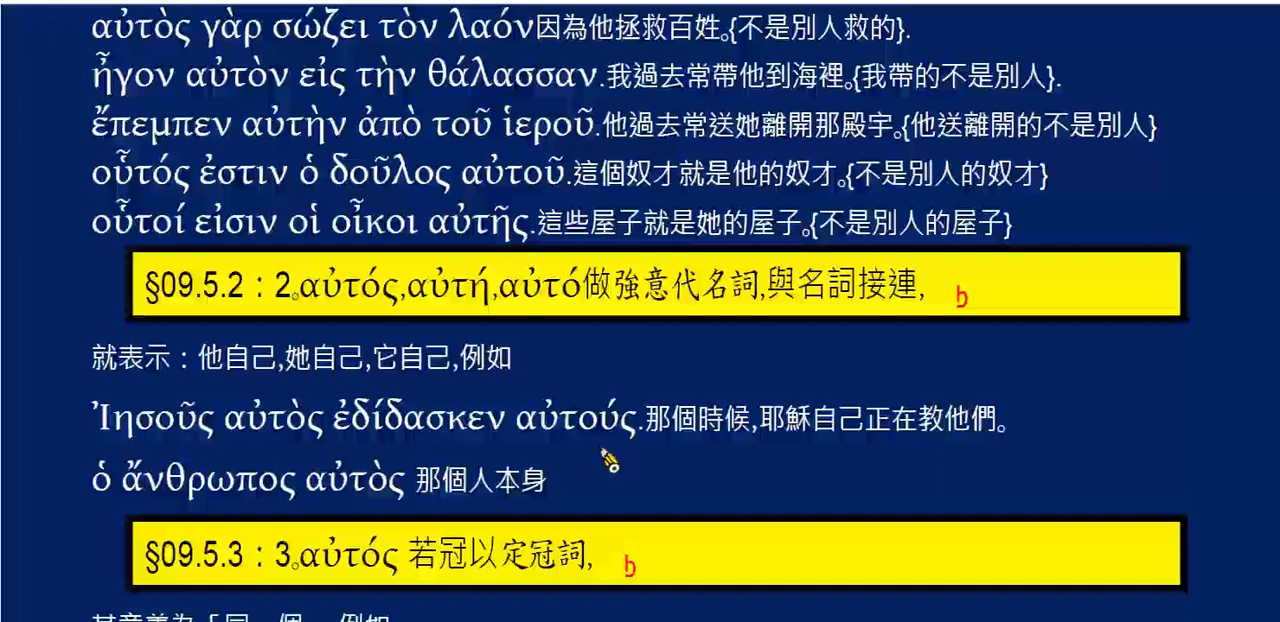 αὐτὸς γὰρ σώζει τὸν λαόν因為他拯救百姓。{不是別人救的}.
ἦγον αὐτὸν εἰς τὴν θάλασσαν.我過去常帶他到海裡。{我帶的不是別人}.
ἔπεμπεν αὐτὴν ἀπὸ τοῦ ἱεροῦ.他過去常送她離開那殿宇。{他送離開的不是別人}
οὗτός ἐστιν ὁ δοῦλος αὐτοῦ.這個奴才就是他的奴才。{不是別人的奴才}
οὗτοί εἰσιν οἱ οἶκοι αὐτῆς.這些屋子就是她的屋子。{不是別人的屋子}
§09.5.2：2。αὐτός,αὐτή,αὐτό做強意代名詞,與名詞接連, b
就表示：他自己,她自己,它自己,例如
Ἰησοῦς αὐτὸς ἐδίδασκεν αὐτούς.那個時候,耶穌自己正在教他們。
ὁ ἄνθρωπος αὐτὸς 那個人本身
§09.5.3：3。αὐτός 若冠以定冠詞, b